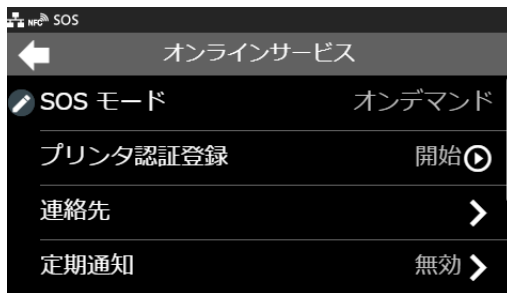 NFC SOS
オンラインサービス
SOS モード オンデマンド
プリンタ認証登録 開始
連絡先
定期通知 無効